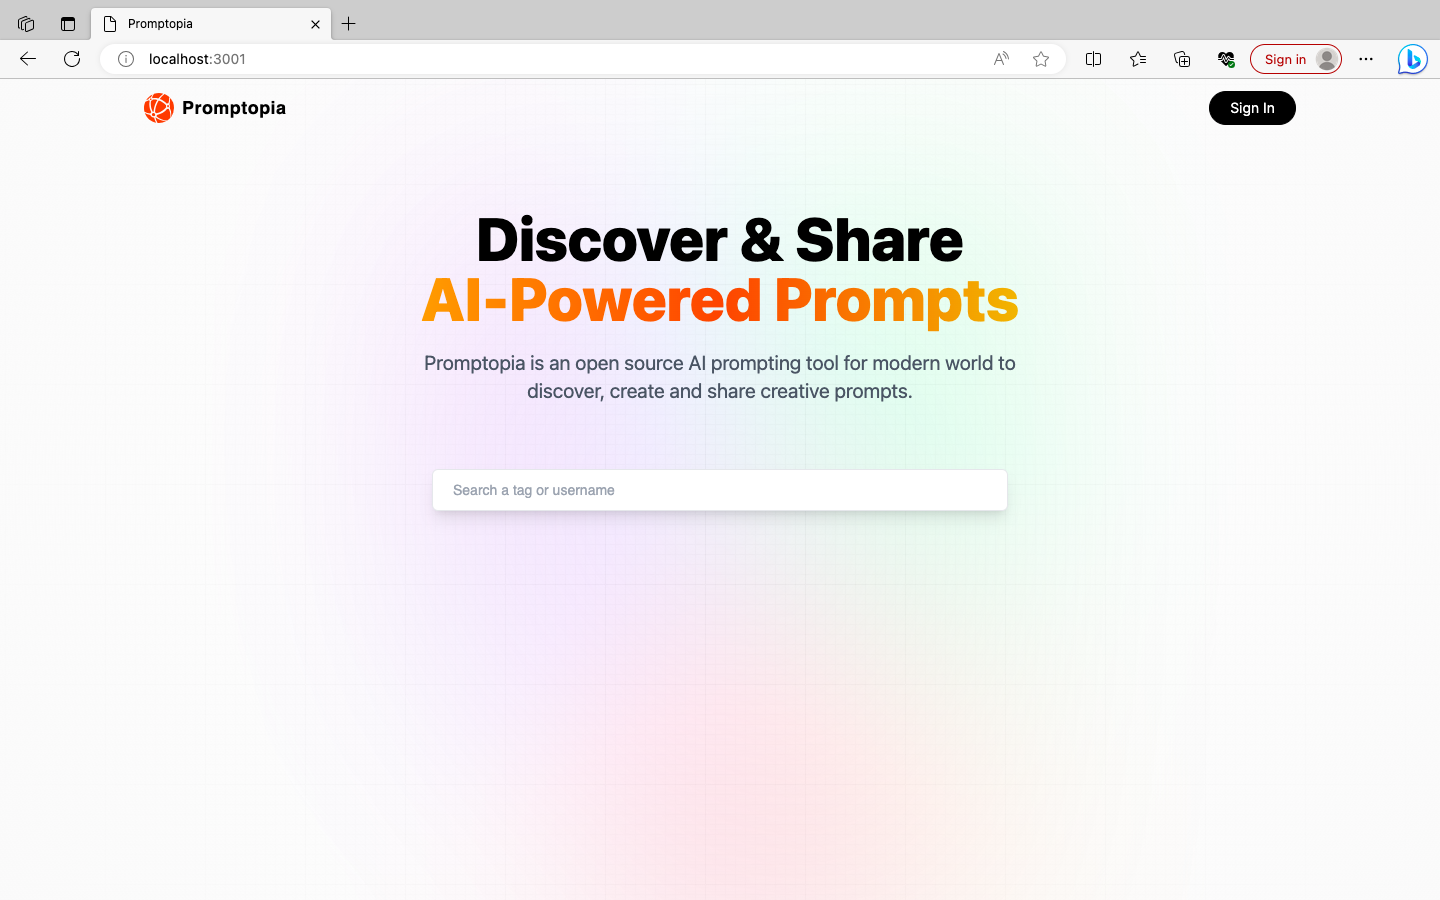 Promptopia
localhost:3001
Sign in
Promptopia
Sign In
Discover & Share
AI-Powered Prompts
Promptopia is an open source AI prompting tool for modern world to
discover, create and share creative prompts.
Search a tag or username